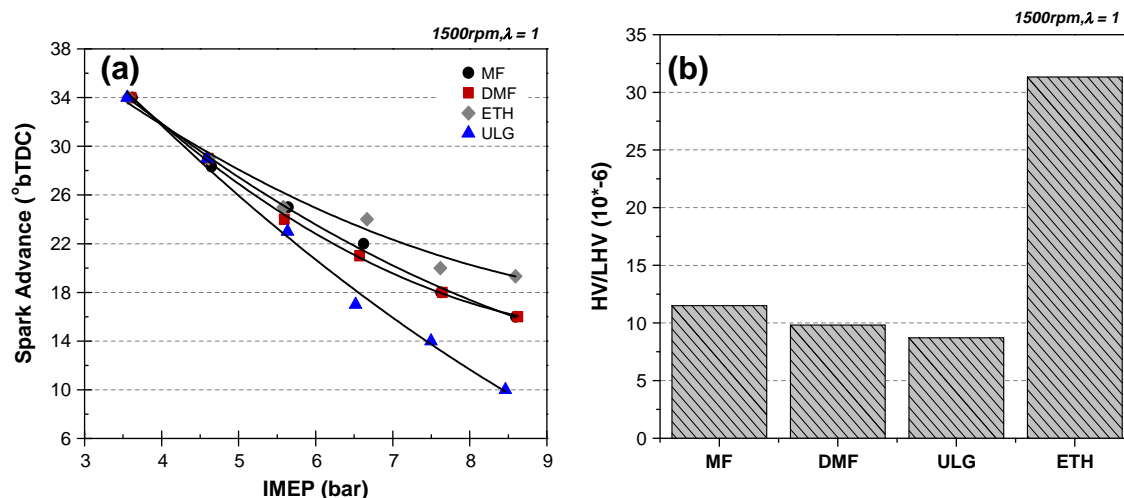 1500rpm,λ = 1
(a)
MF
DMF
ETH
ULG
38
34
30
26
22
18
14
10
6
Spark Advance (°bTDC)
3 4 5 6 7 8 9
IMEP (bar)
1500rpm,λ = 1
(b)
35
30
25
20
15
10
5
0
HV/LHV (10*-6)
MF DMF ULG ETH